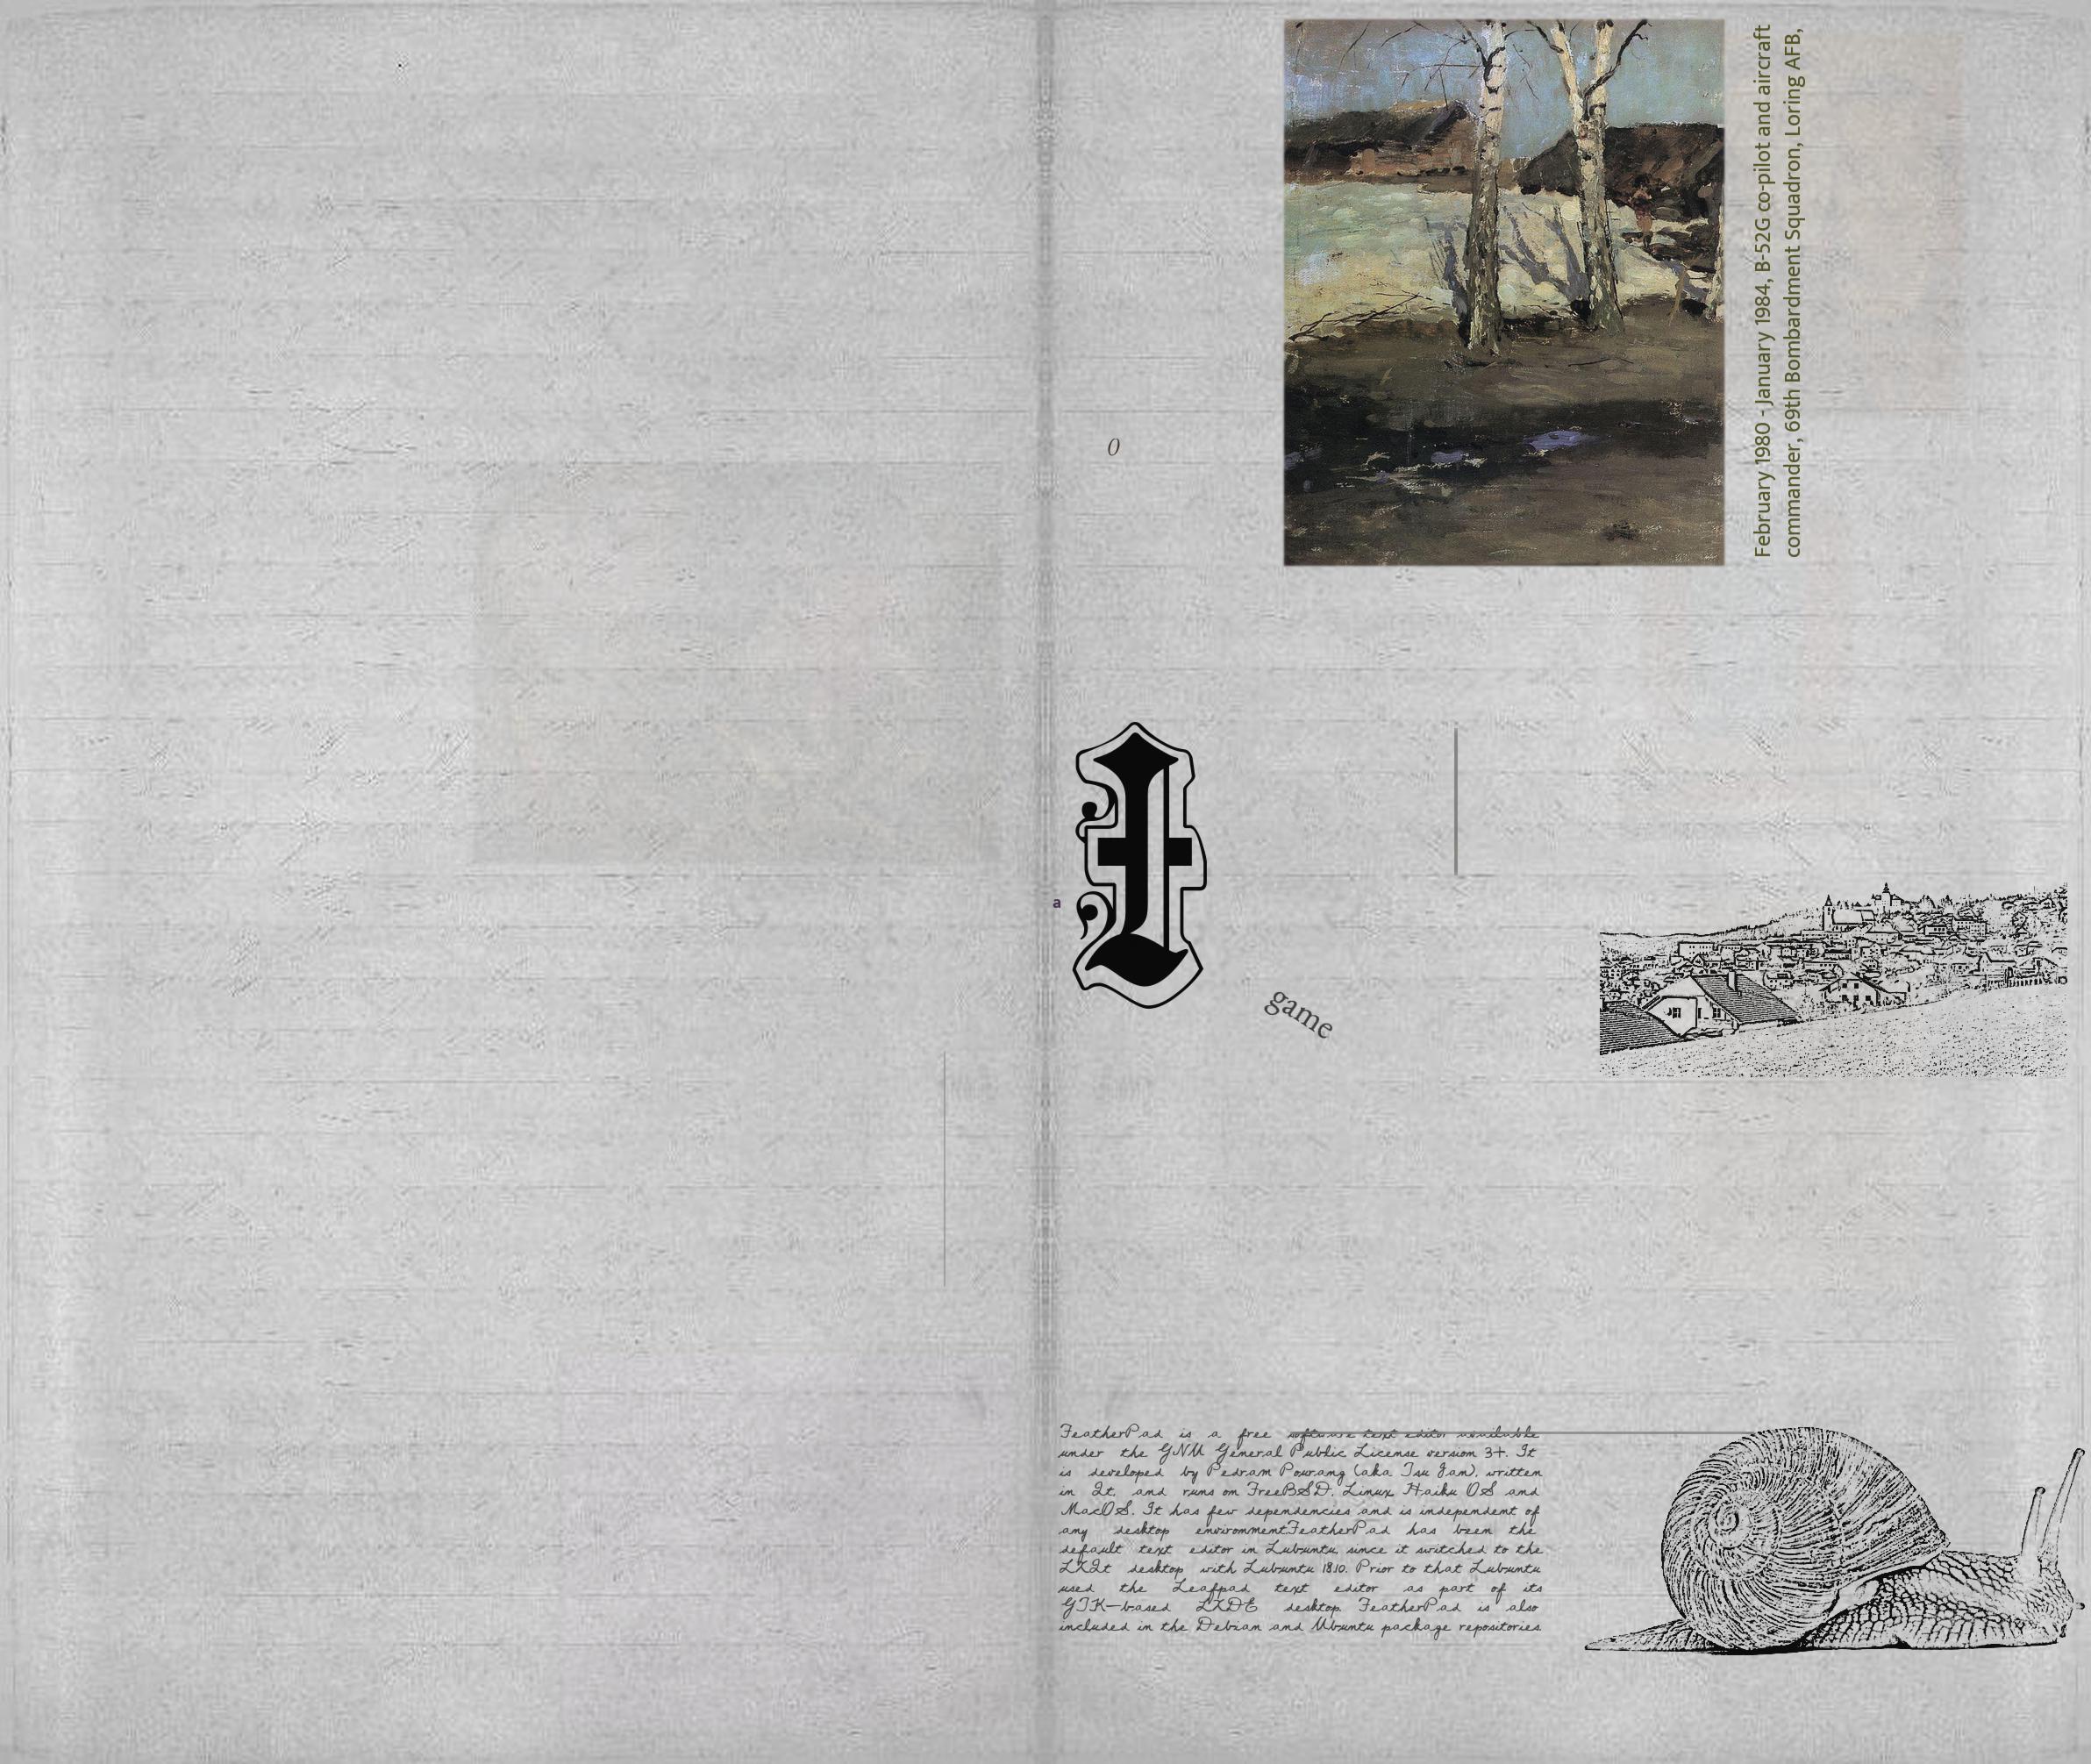 February 1980 - January 1984, B-52G co-pilot and aircraft
commander, 69th Bombardment Squadron, Loring AFB,
0
I
a
game
FeatherPad is a free software text editor available
under the GNU General Public License version 3+. It
is developed by Pedram Pourang (aka Tsu Jan), written
in Qt, and runs on FreeBSD, Linux, Haiku OS and
MacOS. It has few dependencies and is independent of
any desktop environmentFeatherPad has been the
default text editor in Lubuntu, since it switched to the
LXQt desktop with Lubuntu 18.10. Prior to that Lubuntu
used the Leafpad text editor as part of its
GTK-based LXDE desktop. FeatherPad is also
included in the Debian and Ubuntu package repositories